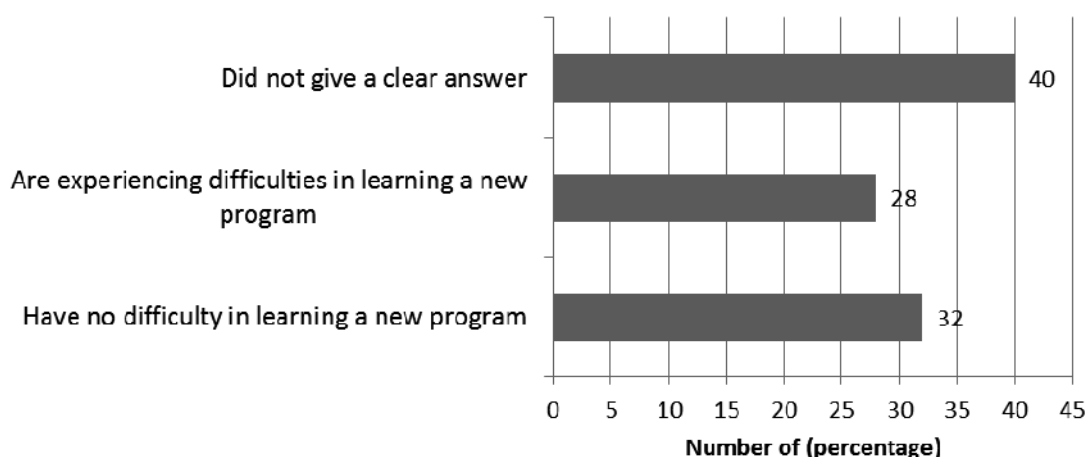 Did not give a clear answer
40
Are experiencing difficulties in learning a new
program
28
Have no difficulty in learning a new program
32
0 5 10 15 20 25 30 35 40 45
Number of (percentage)